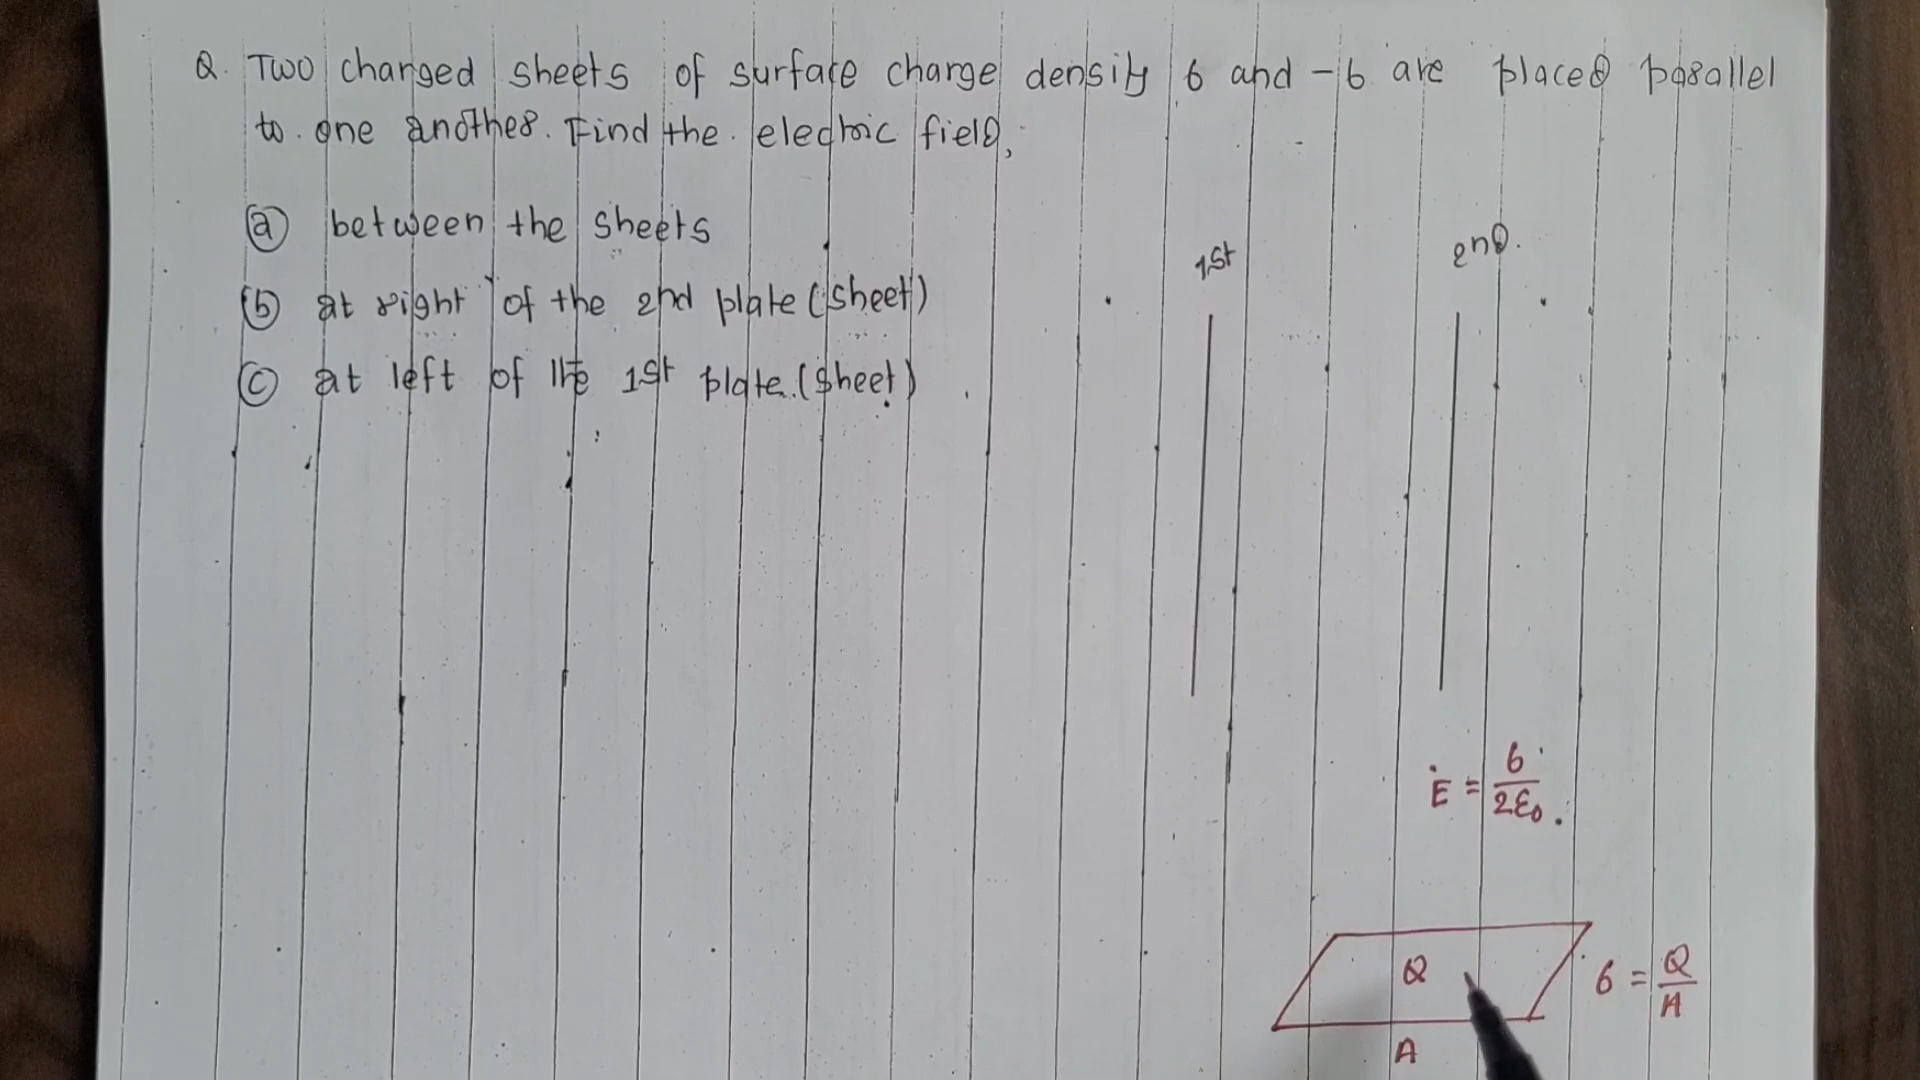 Q. Two charged sheets of surface charge density б and -б are placed parallel
to one another. Find the electric field,
ⓐ between the sheets
ⓑ at right of the 2nd plate (sheet)
ⓒ at left of the 1st plate. (sheet)
1st
2nd.
E = б/2ε₀.
Q
б = Q/A
A